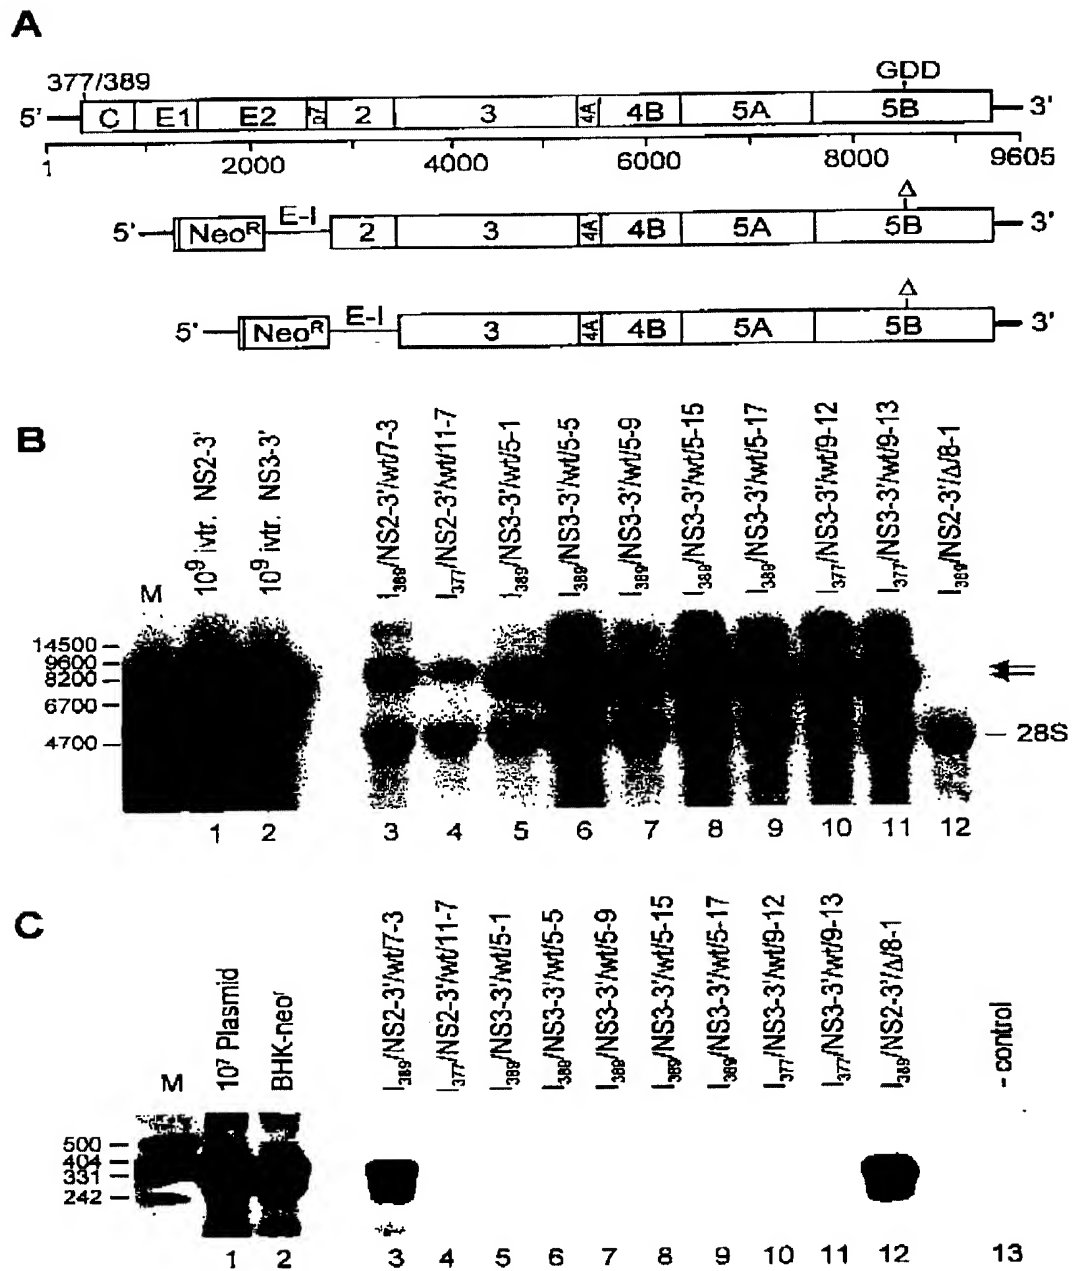 A
377/389
GDD
5' C E1 E2 p7 2 3 4A 4B 5A 5B 3'
1 2000 4000 6000 8000 9605
Δ
5' Neo^R E-I 2 3 4A 4B 5A 5B 3'
Δ
5' Neo^R E-I 3 4A 4B 5A 5B 3'
B
M
10^9 ivtr. NS2-3'
10^9 ivtr. NS3-3'
I389/NS2-3'/wt/7-3
I377/NS2-3'/wt/11-7
I389/NS3-3'/wt/5-1
I389/NS3-3'/wt/5-5
I389/NS3-3'/wt/5-9
I389/NS3-3'/wt/5-15
I389/NS3-3'/wt/5-17
I377/NS3-3'/wt/9-12
I377/NS3-3'/wt/9-13
I389/NS2-3'/Δ/8-1
14500
9600
8200
6700
4700
28S
1 2 3 4 5 6 7 8 9 10 11 12
C
M
10^7 Plasmid
BHK-neo^r
I389/NS2-3'/wt/7-3
I377/NS2-3'/wt/11-7
I389/NS3-3'/wt/5-1
I389/NS3-3'/wt/5-5
I389/NS3-3'/wt/5-9
I389/NS3-3'/wt/5-15
I389/NS3-3'/wt/5-17
I377/NS3-3'/wt/9-12
I377/NS3-3'/wt/9-13
I389/NS2-3'/Δ/8-1
- control
500
404
331
242
1 2 3 4 5 6 7 8 9 10 11 12 13